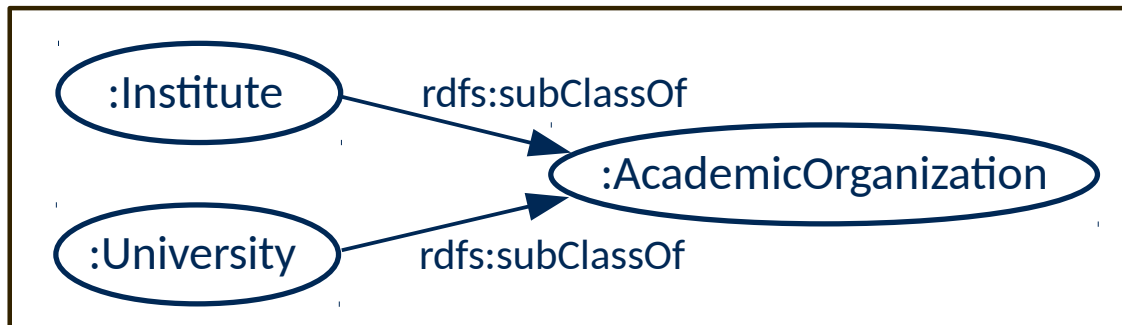 :Institute
rdfs:subClassOf
:AcademicOrganization
:University
rdfs:subClassOf